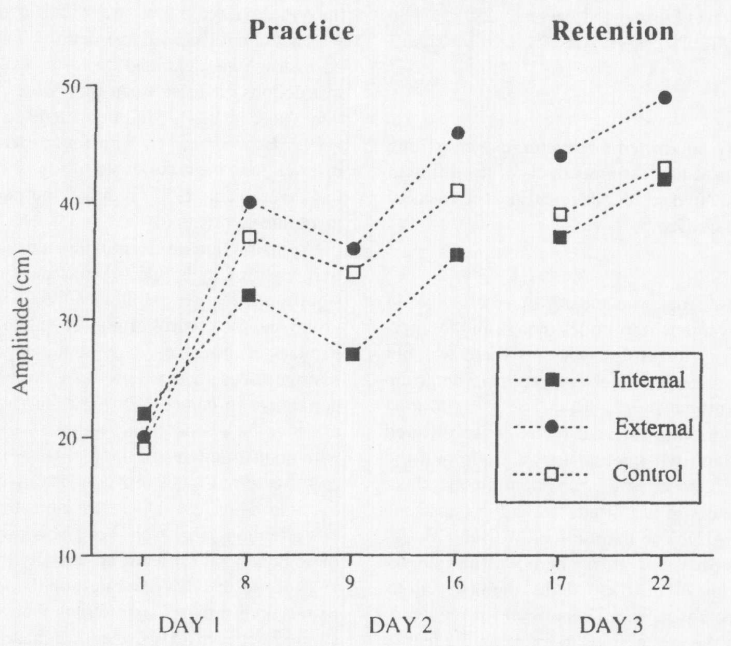 Practice Retention
50
40
30
20
10
Amplitude (cm)
Internal
External
Control
1 8 9 16 17 22
DAY 1 DAY 2 DAY 3